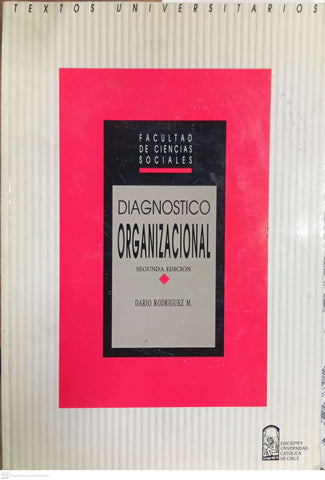 TEXTOS UNIVERSITARIOS
FACULTAD
DE CIENCIAS
SOCIALES
DIAGNOSTICO
ORGANIZACIONAL
SEGUNDA EDICIÓN
DARIO RODRIGUEZ M.
EDICIONES
UNIVERSIDAD
CATÓLICA
DE CHILE